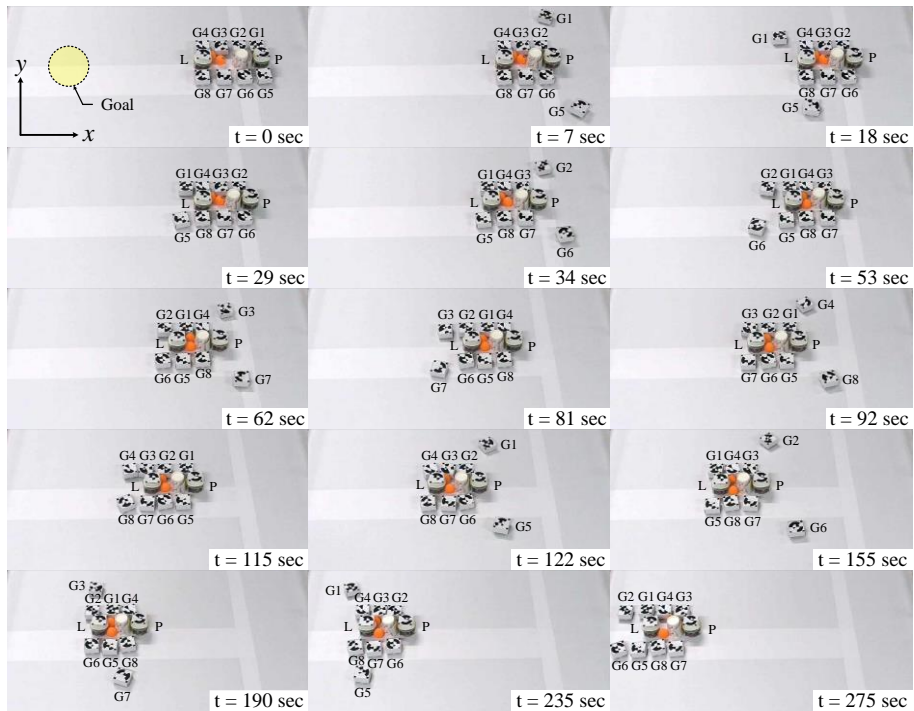 G4 G3 G2 G1
y
L
P
Goal
G8 G7 G6 G5
x
t = 0 sec
G1
G4 G3 G2
L
P
G8 G7 G6
G5
t = 7 sec
G1
G4 G3 G2
L
P
G8 G7 G6
G5
t = 18 sec
G1 G4 G3 G2
L
P
G5 G8 G7 G6
t = 29 sec
G2
G1 G4 G3
L
P
G5 G8 G7
G6
t = 34 sec
G2 G1 G4 G3
L
P
G6
G5 G8 G7
t = 53 sec
G3
G2 G1 G4
L
P
G6 G5 G8
G7
t = 62 sec
G3 G2 G1 G4
L
P
G7
G6 G5 G8
t = 81 sec
G4
G3 G2 G1
L
P
G7 G6 G5
G8
t = 92 sec
G4 G3 G2 G1
L
P
G8 G7 G6 G5
t = 115 sec
G1
G4 G3 G2
L
P
G8 G7 G6
G5
t = 122 sec
G2
G1 G4 G3
L
P
G5 G8 G7
G6
t = 155 sec
G3
G2 G1 G4
L
P
G6 G5 G8
G7
t = 190 sec
G1
G4 G3 G2
L
P
G8 G7 G6
G5
t = 235 sec
G2 G1 G4 G3
L
P
G6 G5 G8 G7
t = 275 sec